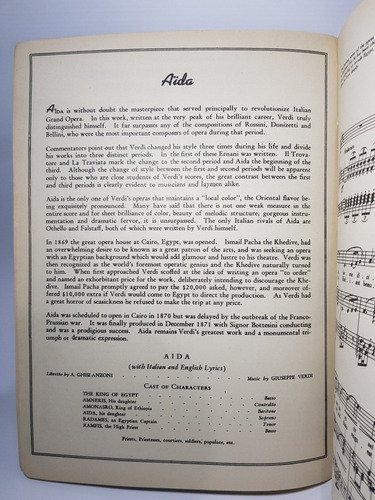 Aïda
AÏDA is without doubt the masterpiece that served principally to revolutionize Italian
Grand Opera. In this work, written at the very peak of his brilliant career, Verdi truly
distinguished himself. It far surpasses any of the compositions of Rossini, Donizetti and
Bellini, who were the most important composers of opera during that period.
Commentators point out that Verdi changed his style three times during his life and divide
his works into three distinct periods. In the first of these Ernani was written. Il Trova-
tore and La Traviata mark the change to the second period and Aida the beginning of the
third. Although the change of style between the first and second periods will be apparent
only to those who are close students of Verdi's scores, the great contrast between the first
and third periods is clearly evident to musicians and laymen alike.
Aida is the only one of Verdi's operas that maintains a "local color", the Oriental flavor be-
ing exquisitely pronounced. Many have said that there is not one weak measure in the
entire score and for sheer brilliance of color, beauty of melodic structure, gorgeous instru-
mentation and dramatic fervor, it is unsurpassed. The only Italian rivals of Aida are
Othello and Falstaff, both of which were written by Verdi himself.
In 1869 the great opera house at Cairo, Egypt, was opened. Ismail Pacha the Khedive, had
an overwhelming desire to be known as a great patron of the arts, and was seeking an opera
with an Egyptian background which would add glamour and lustre to his theatre. Verdi was
then recognized as the world's foremost operatic genius and the Khedive naturally turned
to him. When first approached Verdi scoffed at the idea of writing an opera "to order"
and named an exhorbitant price for the work, deliberately intending to discourage the Khe-
dive. Ismail Pacha promptly agreed to pay the $20,000 asked, however, and moreover of-
fered $10,000 extra if Verdi would come to Egypt to direct the production. As Verdi had
a great horror of seasickness he refused to make the trip at any price.
Aida was scheduled to open in Cairo in 1870 but was delayed by the outbreak of the Franco-
Prussian war. It was finally produced in December 1871 with Signor Bottesini conducting
and was a prodigious success. Aida remains Verdi's greatest work and a monumental tri-
umph of dramatic expression.
AIDA
(with Italian and English Lyrics)
Libretto by A. GHISLANZONI Music by GIUSEPPE VERDI
CAST OF CHARACTERS
THE KING OF EGYPT Basso
AMNERIS, His daughter Contralto
AMONASRO, King of Ethiopia Baritone
AIDA, his daughter Soprano
RADAMES, an Egyptian Captain Tenor
RAMFIS, the High Priest Basso
Priests, Priestesses, courtiers, soldiers, populace, etc.